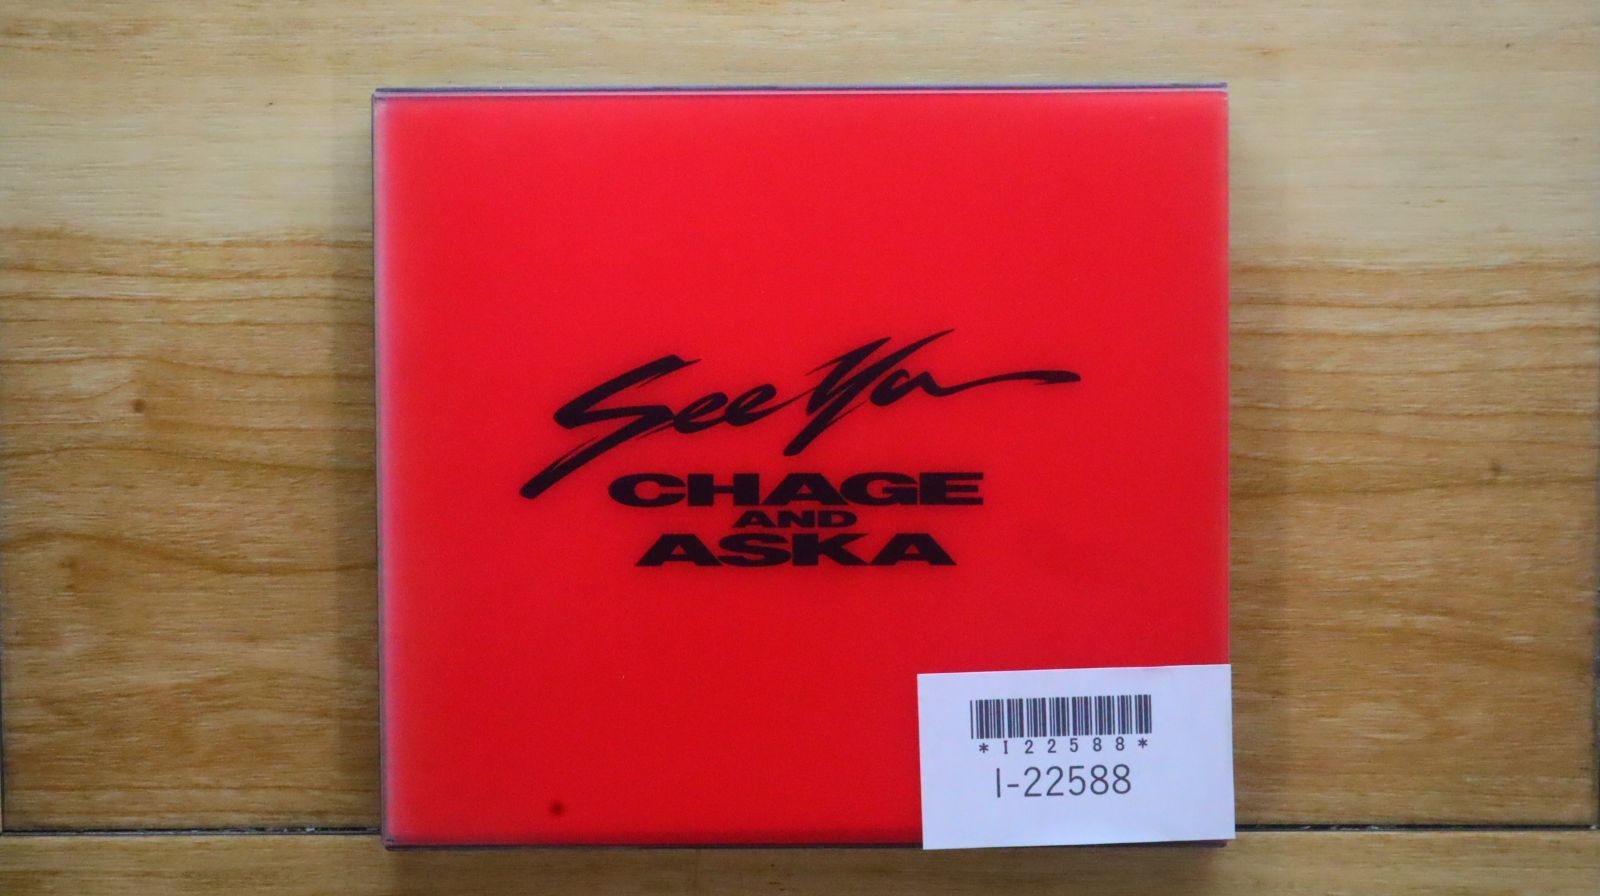 See Ya
CHAGE
AND
ASKA
*I22588*
I-22588